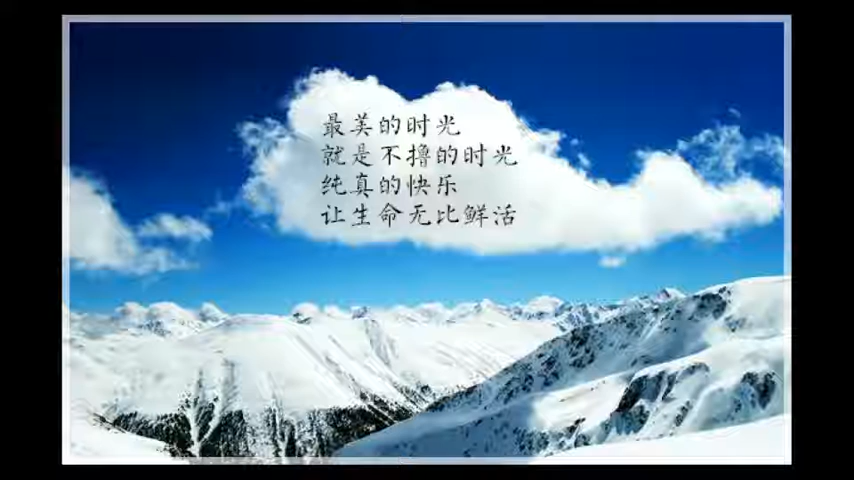 最美的时光
就是不撸的时光
纯真的快乐
让生命无比鲜活